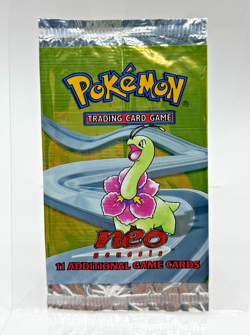 POKéMON
TRADING CARD GAME
neo
genesis
11 ADDITIONAL GAME CARDS